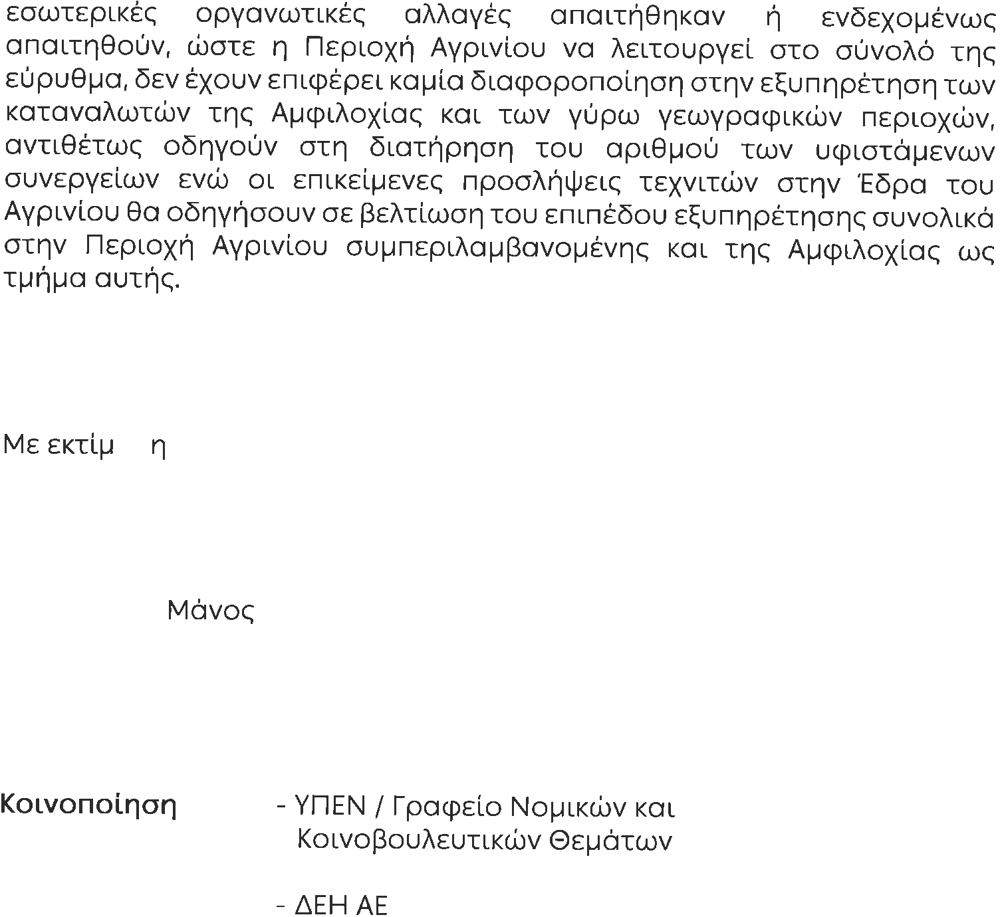 εσωτερικές οργανωτικές αλλαγές απαιτήθηκαν ή ενδεχομένως
απαιτηθούν, ώστε η Περιοχή Αγρινίου να λειτουργεί στο σύνολό της
εύρυθμα, δεν έχουν επιφέρει καμία διαφοροποίηση στην εξυπηρέτηση των
καταναλωτών της Αμφιλοχίας και των γύρω γεωγραφικών περιοχών,
αντιθέτως οδηγούν στη διατήρηση του αριθμού των υφιστάμενων
συνεργείων ενώ οι επικείμενες προσλήψεις τεχνιτών στην Έδρα του
Αγρινίου θα οδηγήσουν σε βελτίωση του επιπέδου εξυπηρέτησης συνολικά
στην Περιοχή Αγρινίου συμπεριλαμβανομένης και της Αμφιλοχίας ως
τμήμα αυτής.
Με εκτίμ η
Μάνος
Κοινοποίηση - ΥΠΕΝ / Γραφείο Νομικών και
Κοινοβουλευτικών Θεμάτων
- ΔΕΗ ΑΕ